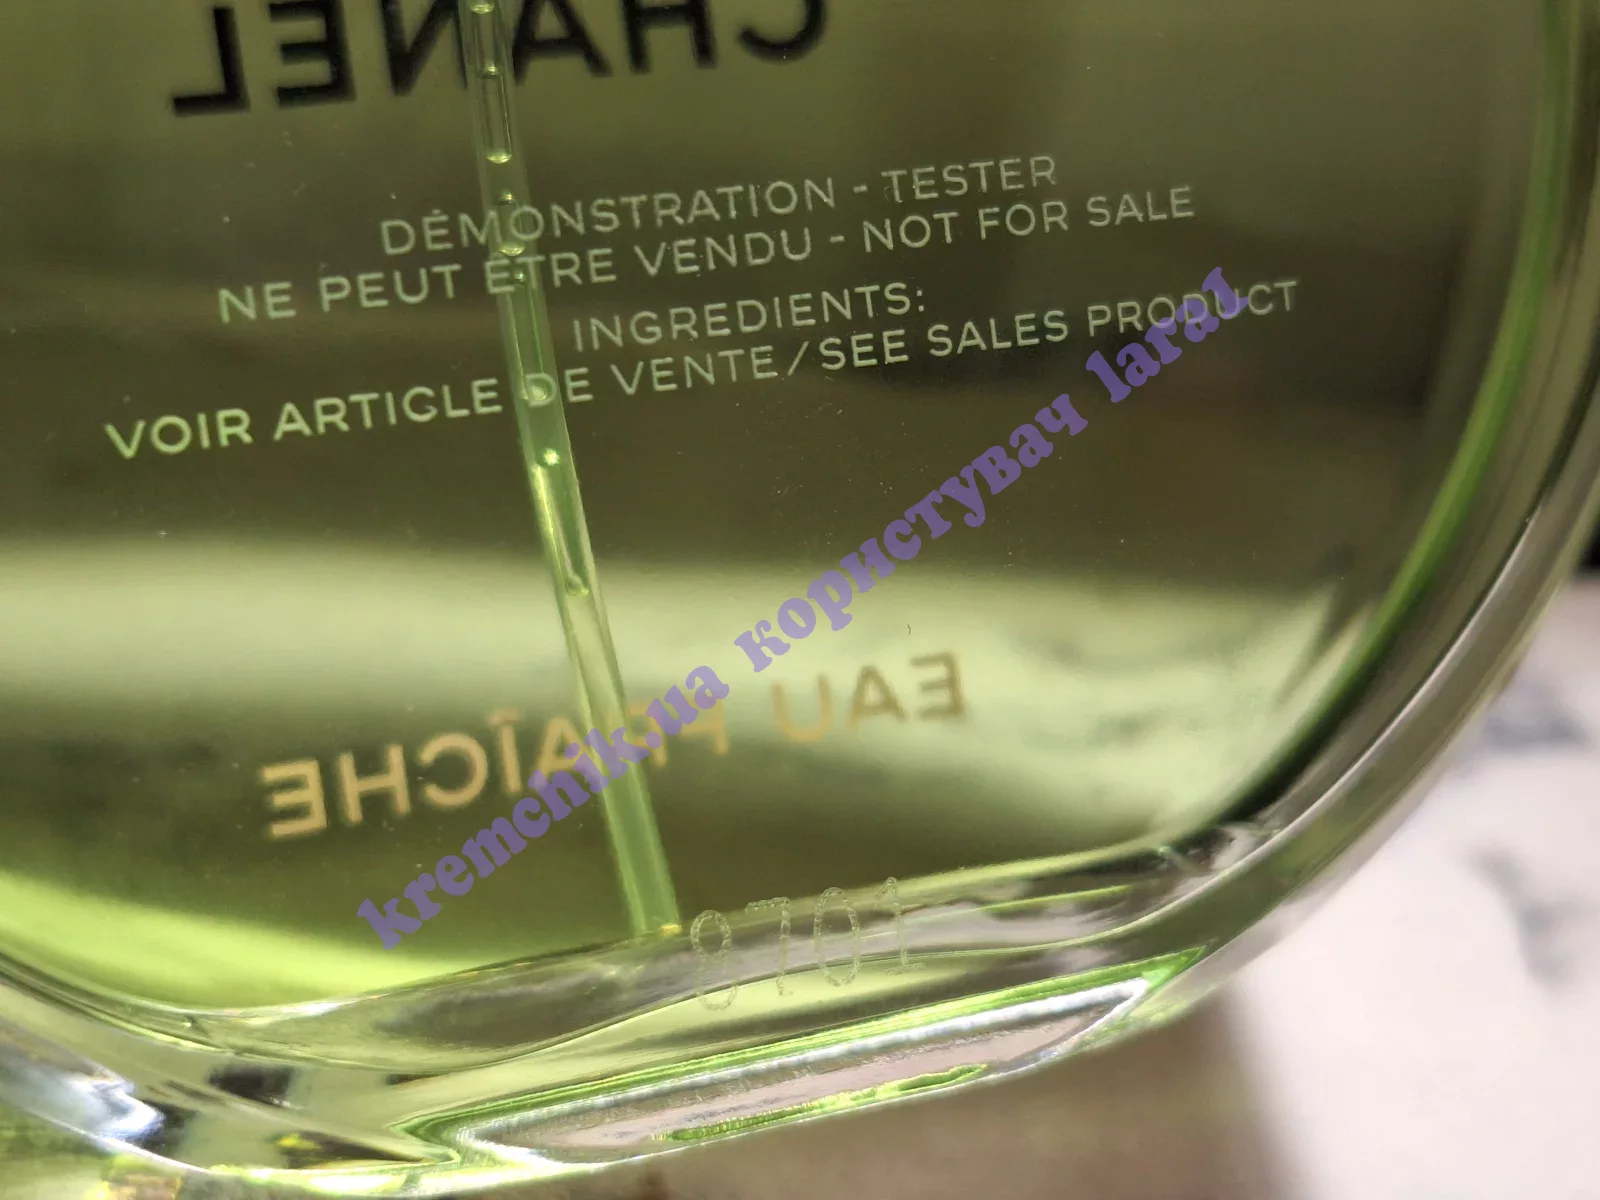 CHANEL
DÉMONSTRATION - TESTER
NE PEUT ÊTRE VENDU - NOT FOR SALE
INGREDIENTS:
VOIR ARTICLE DE VENTE/SEE SALES PRODUCT
EAU FRAÎCHE
8701
kremchik.ua користувач lara1